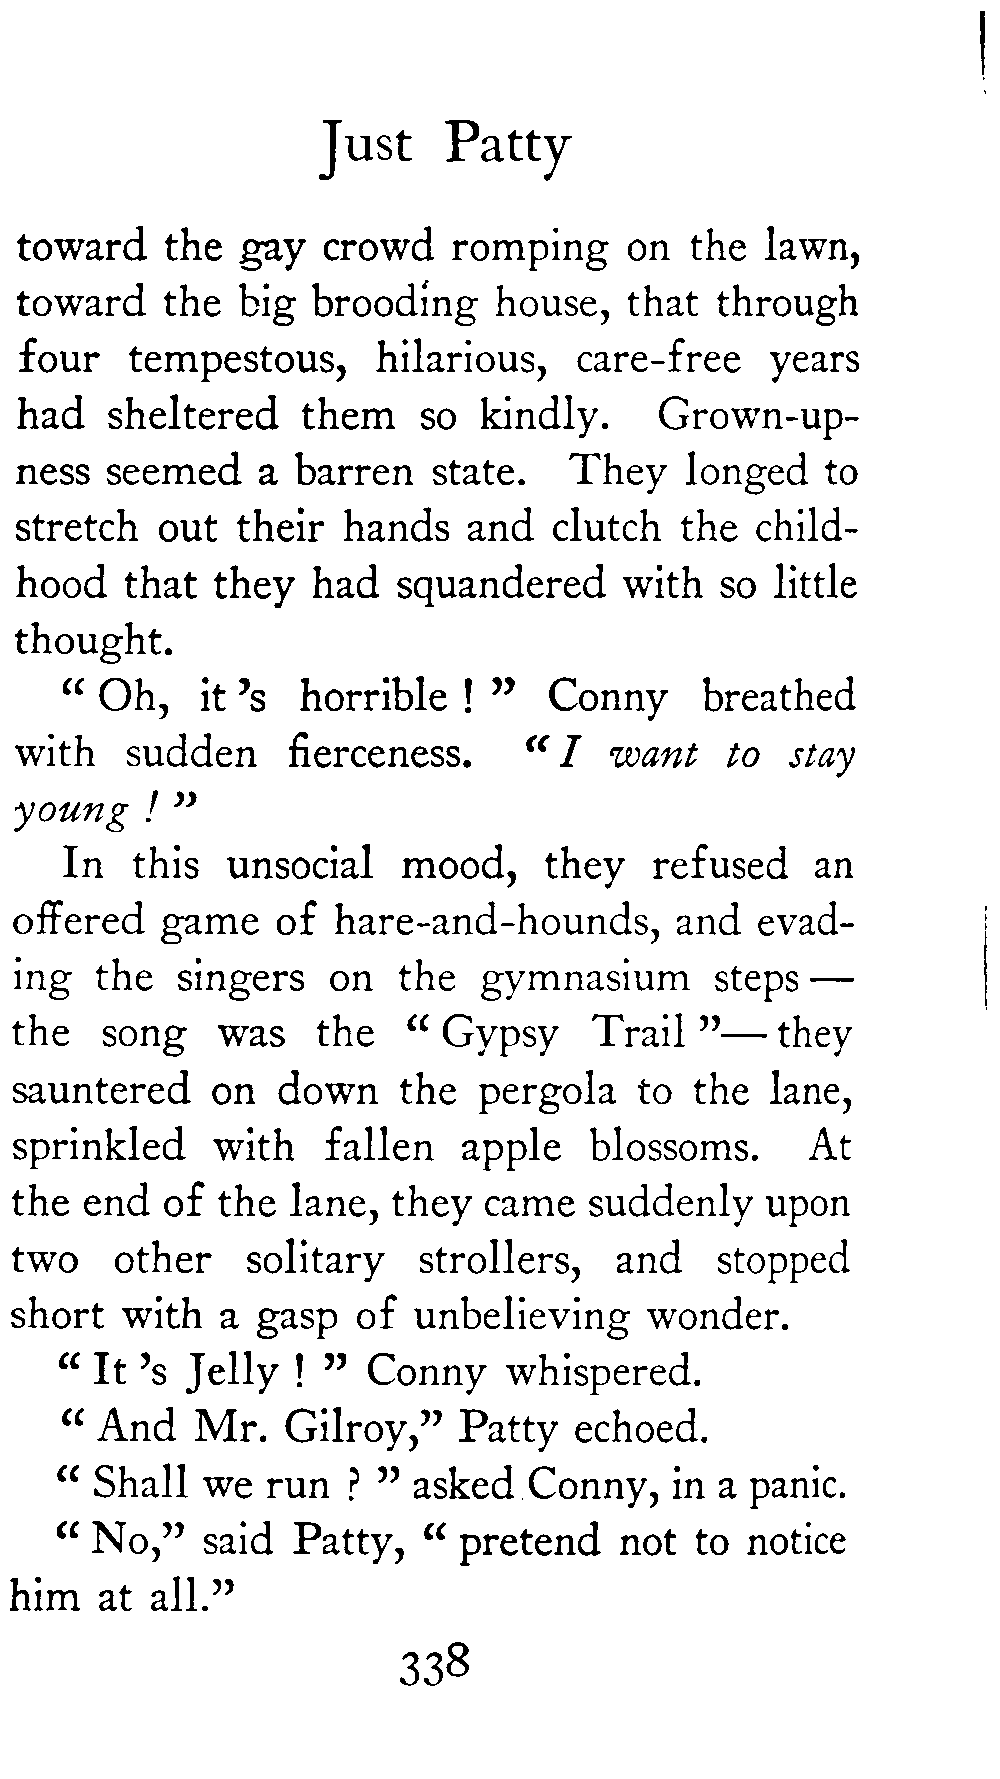 Just Patty
toward the gay crowd romping on the lawn,
toward the big brooding house, that through
four tempestous, hilarious, care-free years
had sheltered them so kindly. Grown-up-
ness seemed a barren state. They longed to
stretch out their hands and clutch the child-
hood that they had squandered with so little
thought.
" Oh, it 's horrible ! " Conny breathed
with sudden fierceness. " I want to stay
young ! "
In this unsocial mood, they refused an
offered game of hare-and-hounds, and evad-
ing the singers on the gymnasium steps —
the song was the " Gypsy Trail "— they
sauntered on down the pergola to the lane,
sprinkled with fallen apple blossoms. At
the end of the lane, they came suddenly upon
two other solitary strollers, and stopped
short with a gasp of unbelieving wonder.
" It 's Jelly ! " Conny whispered.
" And Mr. Gilroy," Patty echoed.
" Shall we run ? " asked Conny, in a panic.
" No," said Patty, " pretend not to notice
him at all."
338